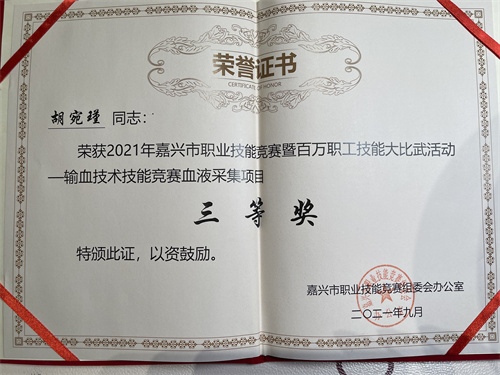 荣誉证书
CERTIFICATE OF HONOR
胡宛瑾 同志：
荣获2021年嘉兴市职业技能竞赛暨百万职工技能大比武活动
—输血技术技能竞赛血液采集项目
三等奖
特颁此证，以资鼓励。
嘉兴市职业技能竞赛组委会办公室
二〇二一年九月